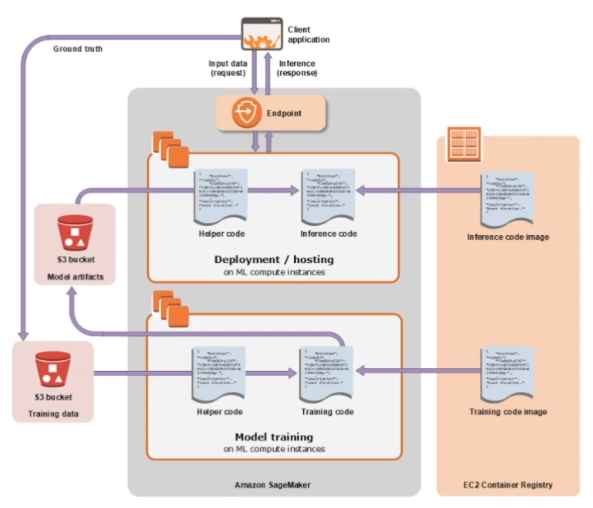 Client
application
Ground truth
Input data
(request)
Inference
(response)
Endpoint
Helper code
Inference code
Inference code image
Deployment / hosting
on ML compute instances
S3 bucket
Model artifacts
S3 bucket
Training data
Helper code
Training code
Training code image
Model training
on ML compute instances
Amazon SageMaker
EC2 Container Registry